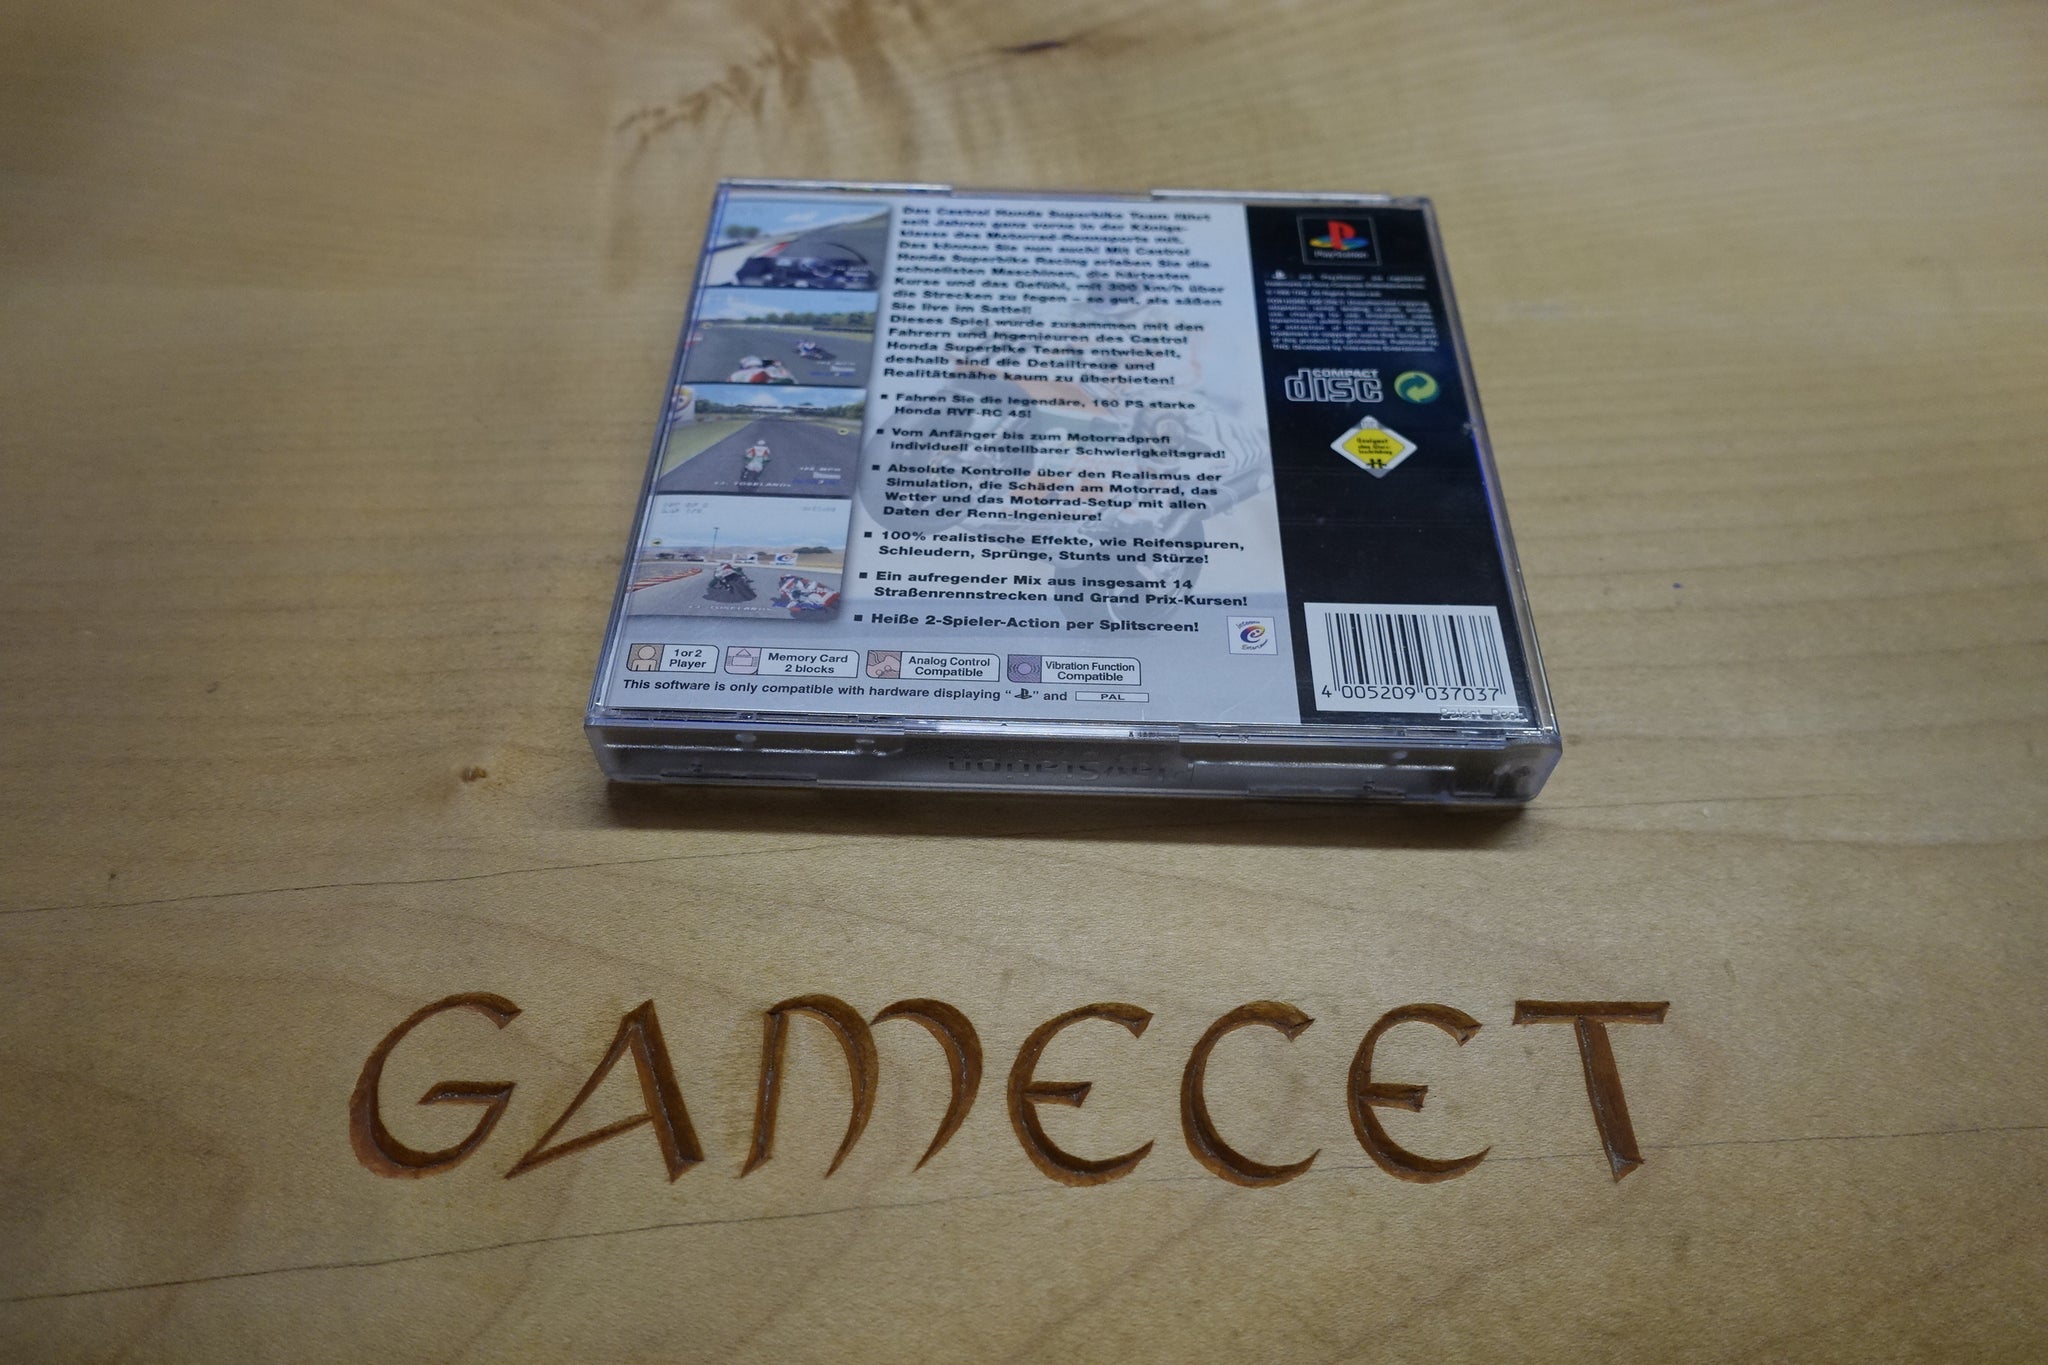 Das Castrol Honda Superbike Team fährt
seit Jahren ganz vorne in der Königs-
klasse des Motorrad-Rennsports mit.
Das können Sie nun auch! Mit Castrol
Honda Superbike Racing erleben Sie die
schnellsten Maschinen, die härtesten
Kurse und das Gefühl, mit 300 km/h über
die Strecken zu fegen – so gut, als säßen
Sie live im Sattel!
Dieses Spiel wurde zusammen mit den
Fahrern und Ingenieuren des Castrol
Honda Superbike Teams entwickelt,
deshalb sind die Detailtreue und
Realitätsnähe kaum zu überbieten!
Fahren Sie die legendäre, 160 PS starke
Honda RVF-RC 45!
Vom Anfänger bis zum Motorradprofi
individuell einstellbarer Schwierigkeitsgrad!
Absolute Kontrolle über den Realismus der
Simulation, die Schäden am Motorrad, das
Wetter und das Motorrad-Setup mit allen
Daten der Renn-Ingenieure!
100% realistische Effekte, wie Reifenspuren,
Schleudern, Sprünge, Stunts und Stürze!
Ein aufregender Mix aus insgesamt 14
Straßenrennstrecken und Grand Prix-Kursen!
Heiße 2-Spieler-Action per Splitscreen!
1 or 2
Player
Memory Card
2 blocks
Analog Control
Compatible
Vibration Function
Compatible
This software is only compatible with hardware displaying " " and PAL
PlayStation
COMPACT
disc
Geeignet
ohne Alters-
beschränkung
4 005209 037037
Patent Pen.
PlayStation
GAMECET